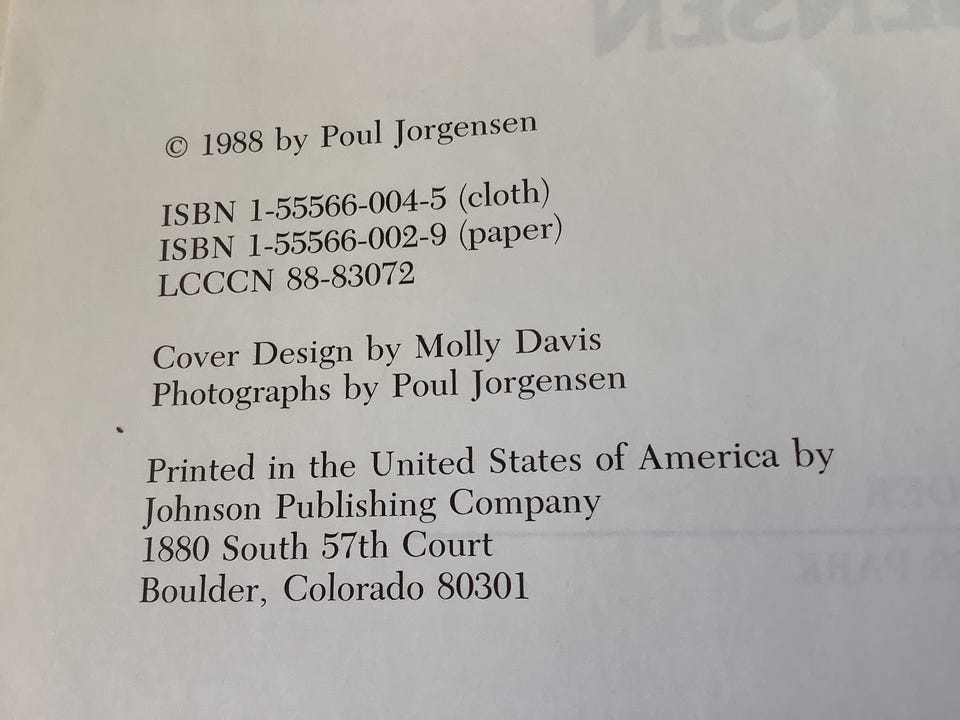 © 1988 by Poul Jorgensen
ISBN 1-55566-004-5 (cloth)
ISBN 1-55566-002-9 (paper)
LCCCN 88-83072
Cover Design by Molly Davis
Photographs by Poul Jorgensen
Printed in the United States of America by
Johnson Publishing Company
1880 South 57th Court
Boulder, Colorado 80301